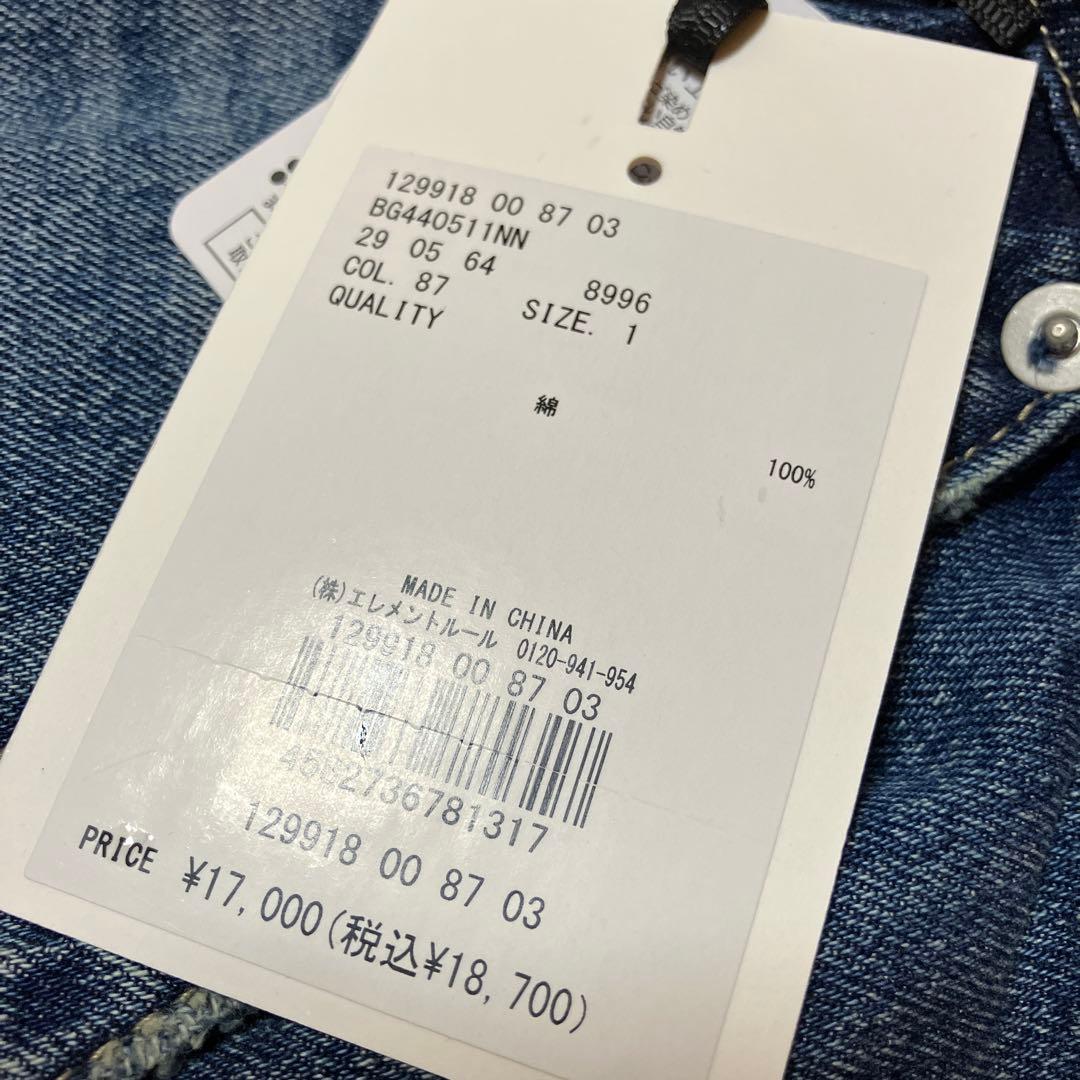 129918 00 87 03
BG440511NN
29 05 64 8996
COL. 87 SIZE. 1
QUALITY
綿
100%
MADE IN CHINA
(株)エレメントルール 0120-941-954
129918 00 87 03
4582736781317
129918 00 87 03
PRICE ¥17,000(税込¥18,700)